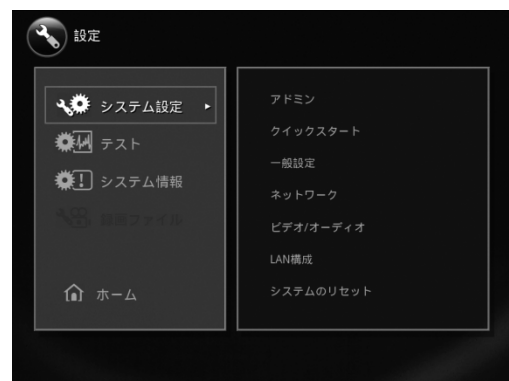 設定
システム設定
テスト
システム情報
ホーム
アドミン
クイックスタート
一般設定
ネットワーク
ビデオ/オーディオ
LAN構成
システムのリセット